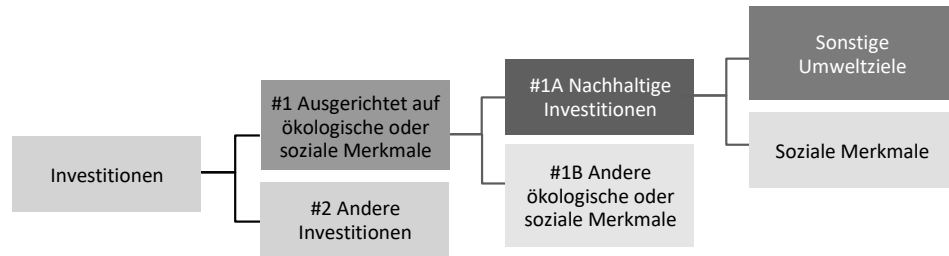 Investitionen
#1 Ausgerichtet auf
ökologische oder
soziale Merkmale
#2 Andere
Investitionen
#1A Nachhaltige
Investitionen
#1B Andere
ökologische oder
soziale Merkmale
Sonstige
Umweltziele
Soziale Merkmale